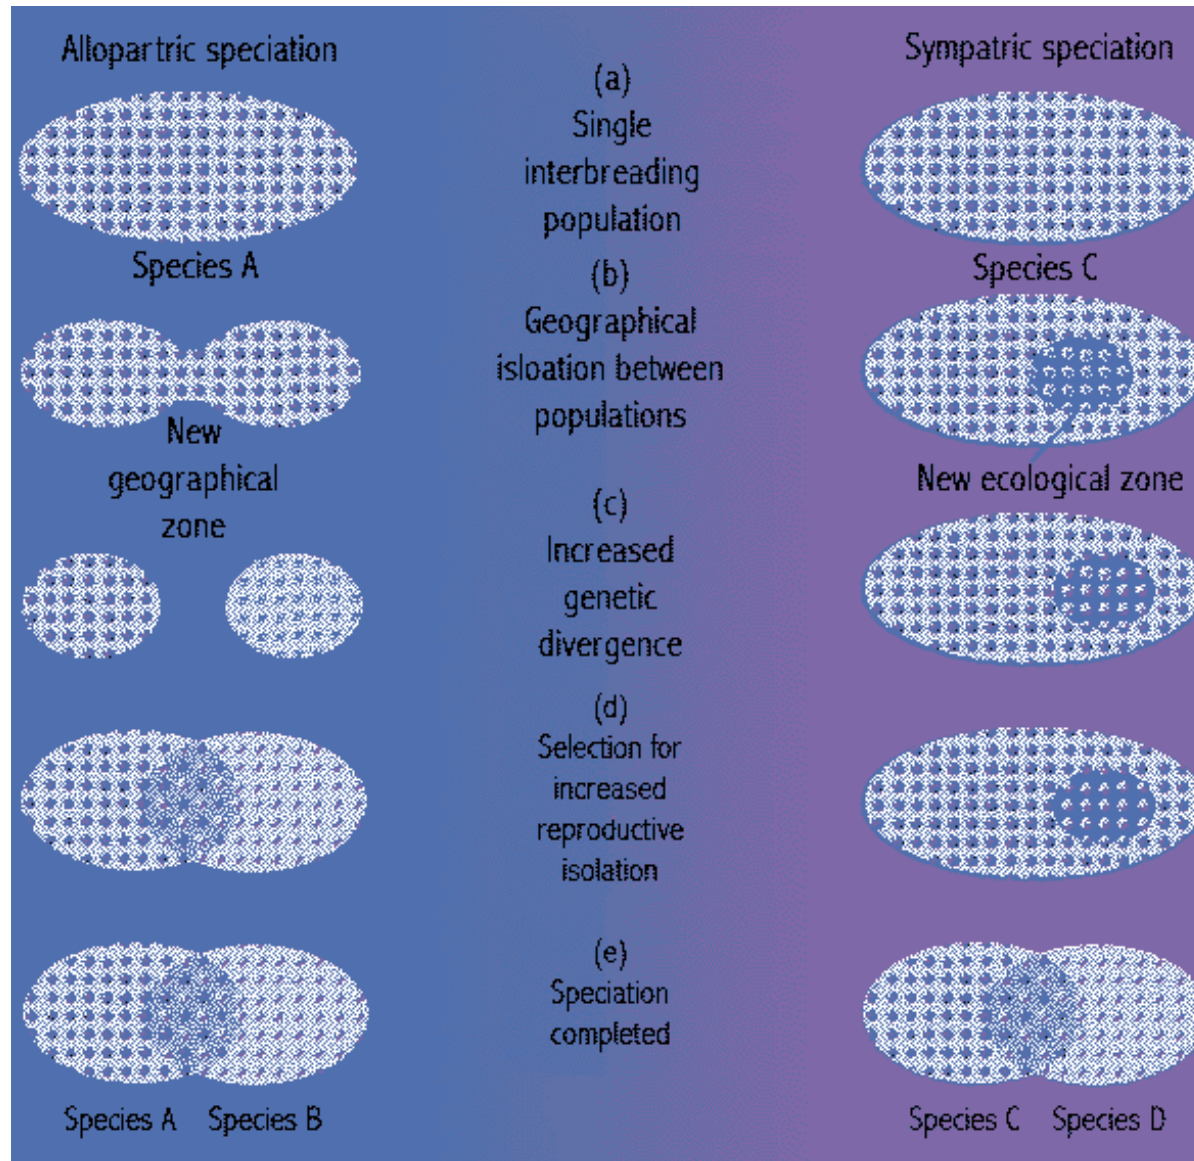 Allopartric speciation
Sympatric speciation
(a)
Single
interbreading
population
Species A
Species C
(b)
Geographical
isloation between
populations
New
geographical
zone
New ecological zone
(c)
Increased
genetic
divergence
(d)
Selection for
increased
reproductive
isolation
(e)
Speciation
completed
Species A
Species B
Species C
Species D